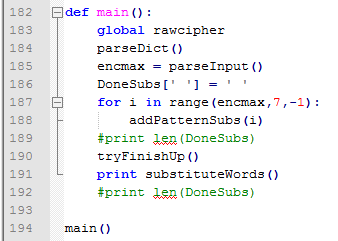 182 def main():
183     global rawcipher
184     parseDict()
185     encmax = parseInput()
186     DoneSubs[' '] = ' '
187     for i in range(encmax,7,-1):
188         addPatternSubs(i)
189     #print len(DoneSubs)
190     tryFinishUp()
191     print substituteWords()
192     #print len(DoneSubs)
193
194 main()